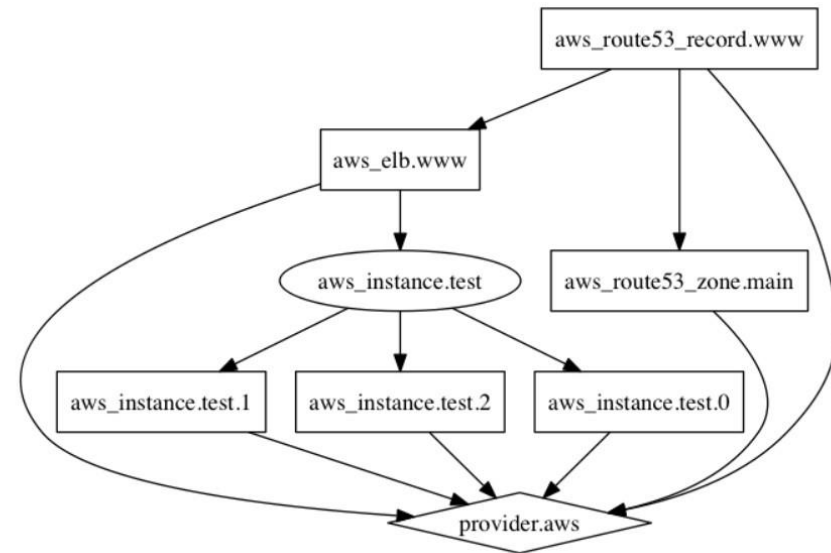 aws_route53_record.www
aws_elb.www
aws_instance.test
aws_route53_zone.main
aws_instance.test.1
aws_instance.test.2
aws_instance.test.0
provider.aws